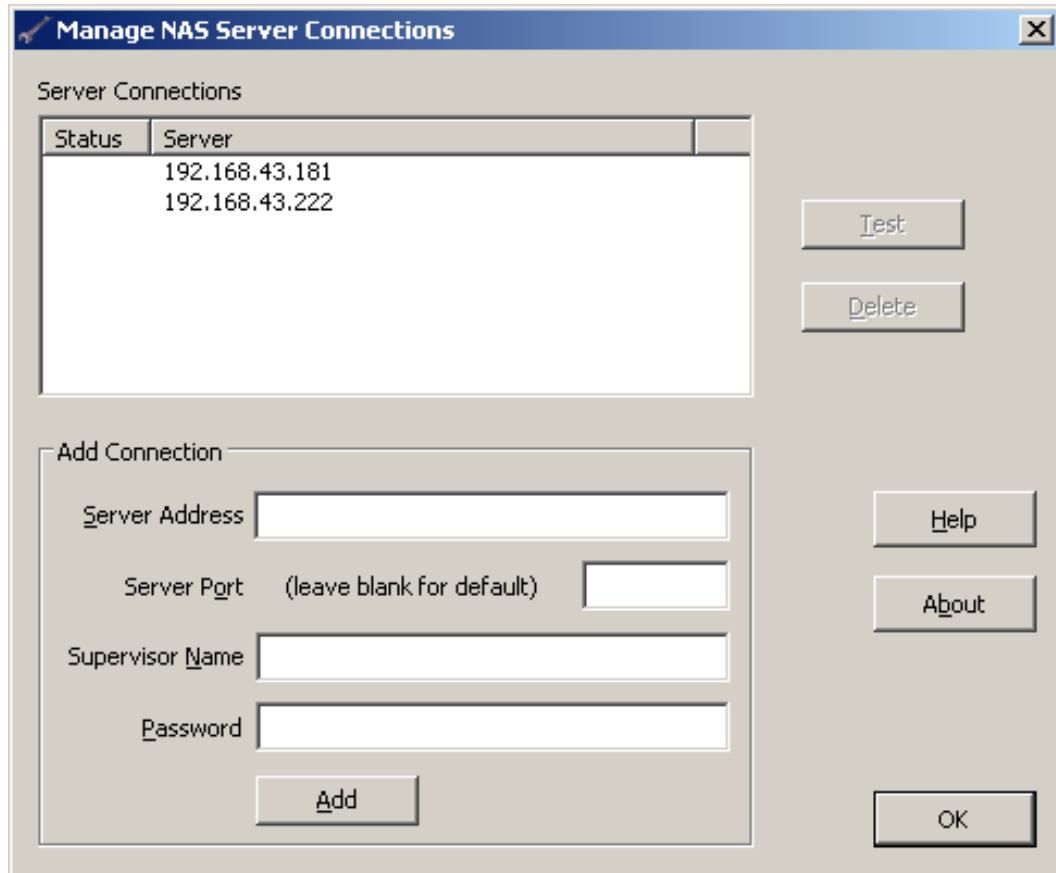 Manage NAS Server Connections
Server Connections
Status Server
192.168.43.181
192.168.43.222
Test
Delete
Add Connection
Server Address
Help
Server Port (leave blank for default)
About
Supervisor Name
Password
Add
OK